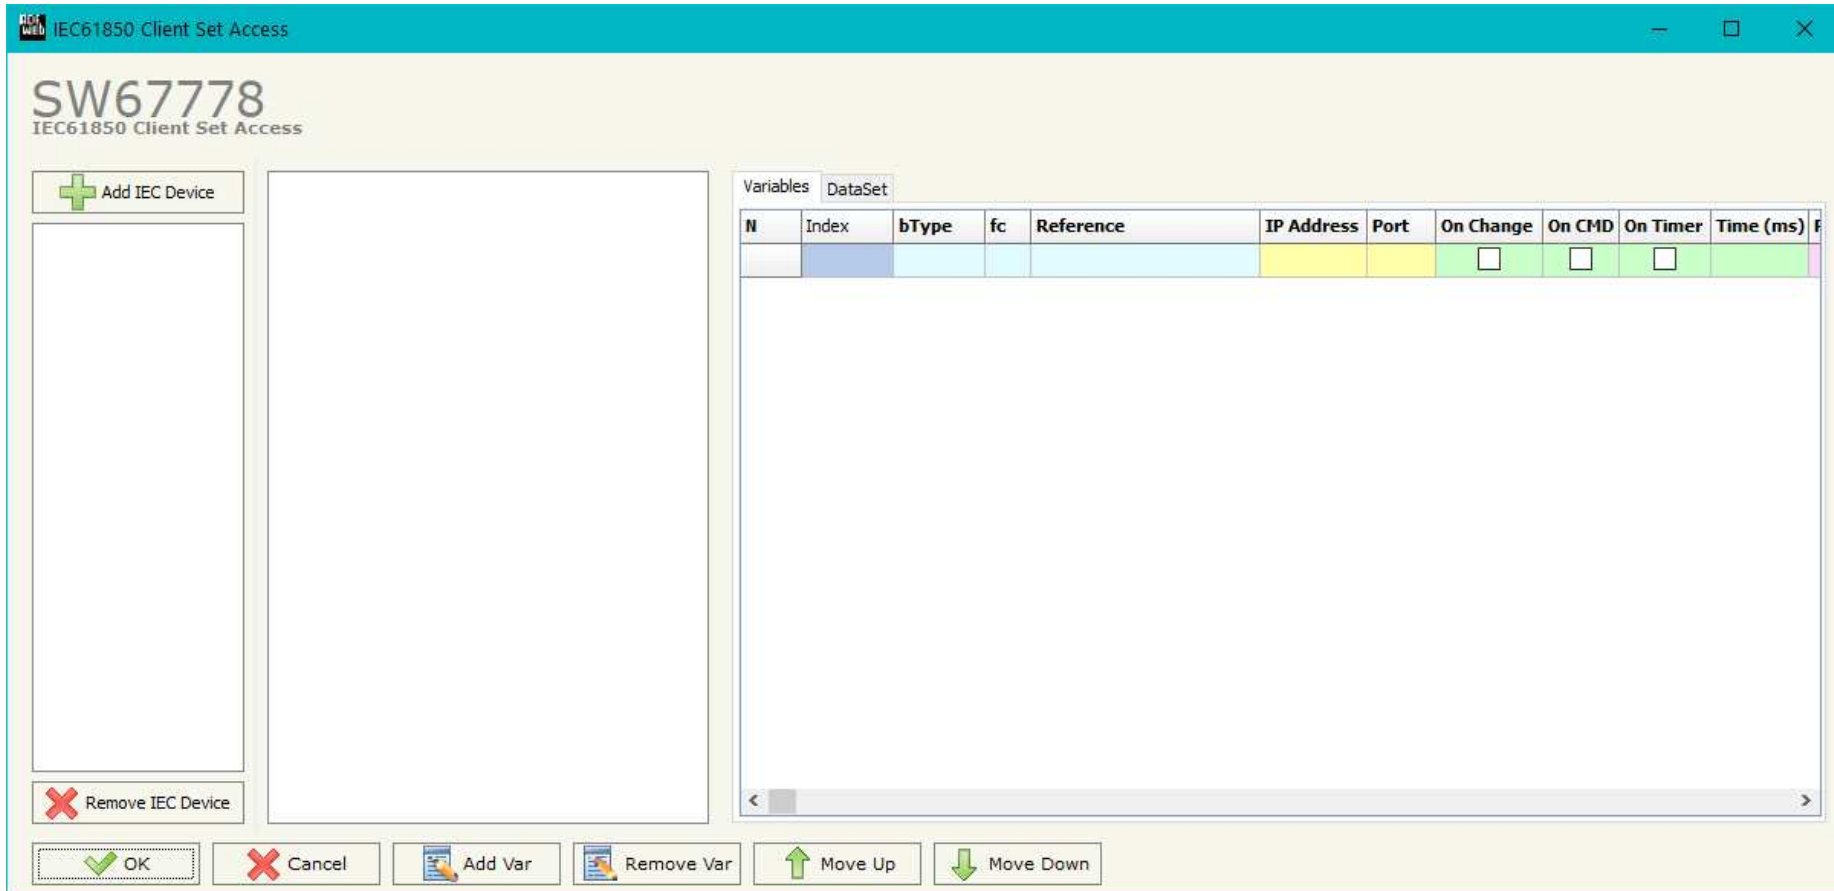 ADF WEB IEC61850 Client Set Access
SW67778
IEC61850 Client Set Access
Add IEC Device
Variables DataSet
N Index bType fc Reference IP Address Port On Change On CMD On Timer Time (ms)
Remove IEC Device
OK Cancel Add Var Remove Var Move Up Move Down